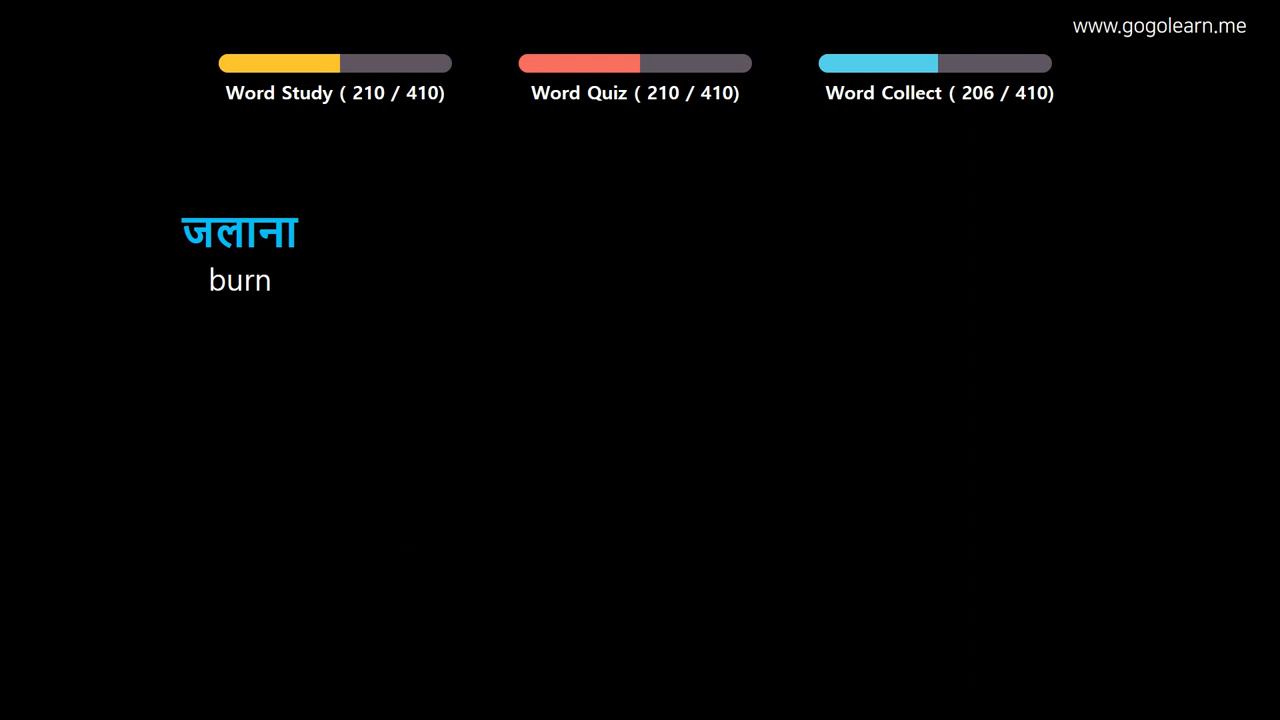 www.gogolearn.me
Word Study ( 210 / 410)
Word Quiz ( 210 / 410)
Word Collect ( 206 / 410)
जलाना
burn